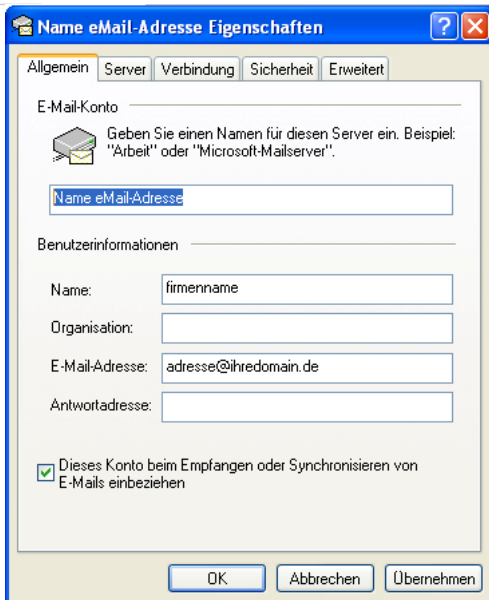 Name eMail-Adresse Eigenschaften
Allgemein Server Verbindung Sicherheit Erweitert
E-Mail-Konto
Geben Sie einen Namen für diesen Server ein. Beispiel:
"Arbeit" oder "Microsoft-Mailserver".
Name eMail-Adresse
Benutzerinformationen
Name: firmenname
Organisation:
E-Mail-Adresse: adresse@ihredomain.de
Antwortadresse:
Dieses Konto beim Empfangen oder Synchronisieren von
E-Mails einbeziehen
OK Abbrechen Übernehmen